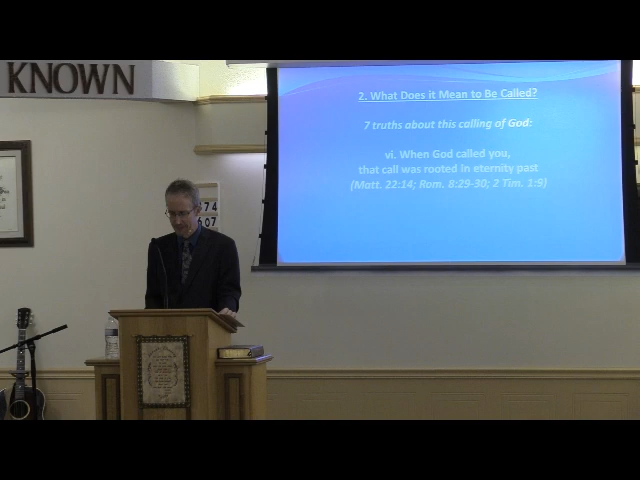 KNOWN
2. What Does it Mean to Be Called?
7 truths about this calling of God:
vi. When God called you,
that call was rooted in eternity past
(Matt. 22:14; Rom. 8:29-30; 2 Tim. 1:9)
674
607